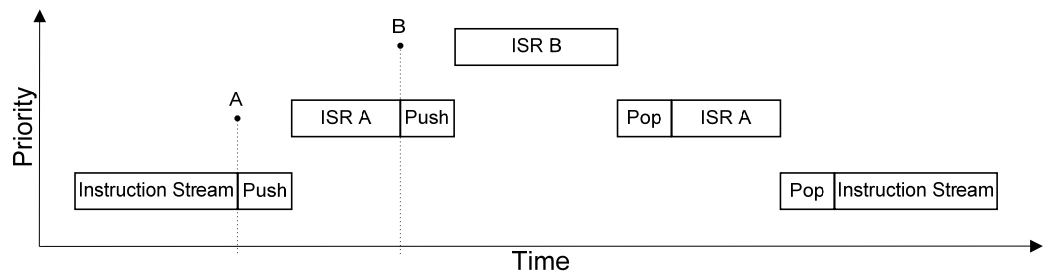 B
ISR B
A
ISR A Push
Pop ISR A
Priority
Instruction Stream Push
Pop Instruction Stream
Time